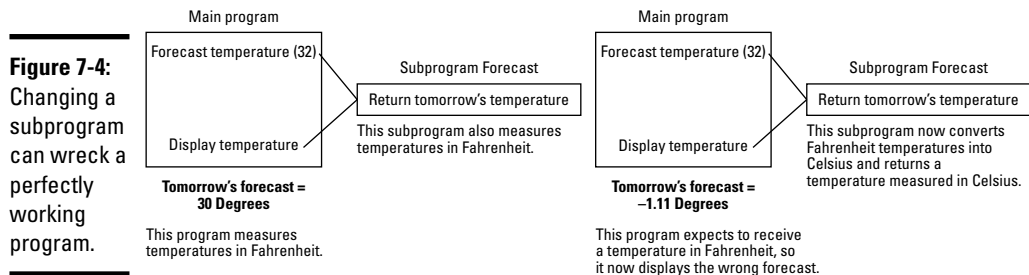 Figure 7-4:
Changing a
subprogram
can wreck a
perfectly
working
program.
Main program
Forecast temperature (32)
Display temperature
Subprogram Forecast
Return tomorrow's temperature
This subprogram also measures
temperatures in Fahrenheit.
Tomorrow's forecast =
30 Degrees
This program measures
temperatures in Fahrenheit.
Main program
Forecast temperature (32)
Display temperature
Subprogram Forecast
Return tomorrow's temperature
This subprogram now converts
Fahrenheit temperatures into
Celsius and returns a
temperature measured in Celsius.
Tomorrow's forecast =
–1.11 Degrees
This program expects to receive
a temperature in Fahrenheit, so
it now displays the wrong forecast.